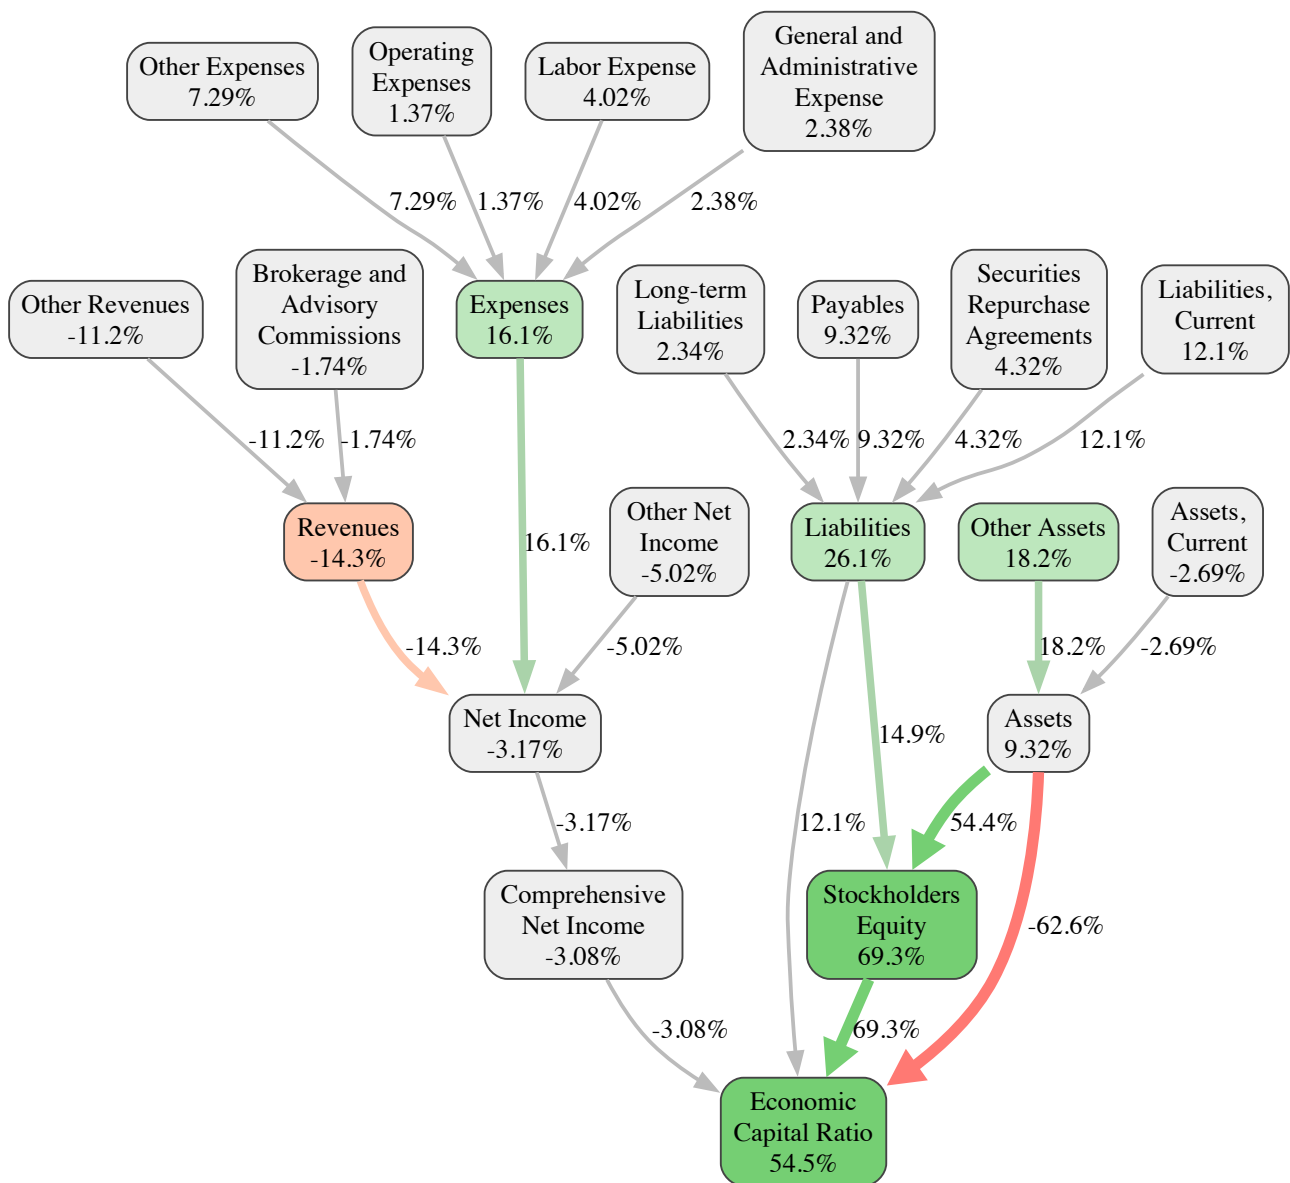 Other Expenses
7.29%
Operating
Expenses
1.37%
Labor Expense
4.02%
General and
Administrative
Expense
2.38%
7.29%
1.37%
4.02%
2.38%
Other Revenues
-11.2%
Brokerage and
Advisory
Commissions
-1.74%
Expenses
16.1%
Long-term
Liabilities
2.34%
Payables
9.32%
Securities
Repurchase
Agreements
4.32%
Liabilities,
Current
12.1%
-11.2%
-1.74%
2.34%
9.32%
4.32%
12.1%
Revenues
-14.3%
16.1%
Other Net
Income
-5.02%
Liabilities
26.1%
Other Assets
18.2%
Assets,
Current
-2.69%
-14.3%
-5.02%
18.2%
-2.69%
Net Income
-3.17%
14.9%
Assets
9.32%
-3.17%
12.1%
54.4%
Comprehensive
Net Income
-3.08%
Stockholders
Equity
69.3%
-62.6%
-3.08%
69.3%
Economic
Capital Ratio
54.5%